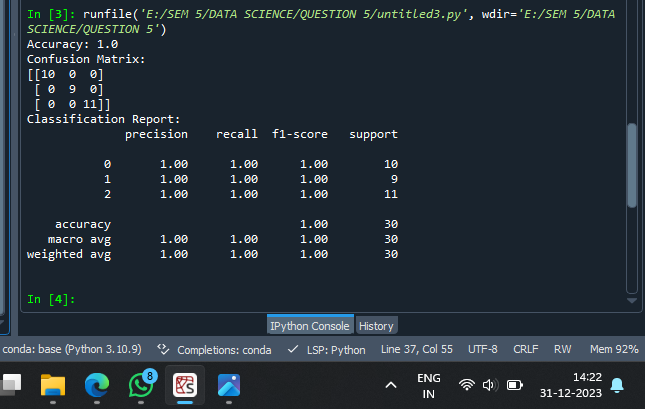 In [3]: runfile('E:/SEM 5/DATA SCIENCE/QUESTION 5/untitled3.py', wdir='E:/SEM 5/DATA
SCIENCE/QUESTION 5')
Accuracy: 1.0
Confusion Matrix:
[[10  0  0]
 [ 0  9  0]
 [ 0  0 11]]
Classification Report:
              precision    recall  f1-score   support

           0       1.00      1.00      1.00        10
           1       1.00      1.00      1.00         9
           2       1.00      1.00      1.00        11

    accuracy                           1.00        30
   macro avg       1.00      1.00      1.00        30
weighted avg       1.00      1.00      1.00        30

In [4]:
IPython Console History
conda: base (Python 3.10.9) Completions: conda LSP: Python Line 37, Col 55 UTF-8 CRLF RW Mem 92%
8
ENG
IN
14:22
31-12-2023